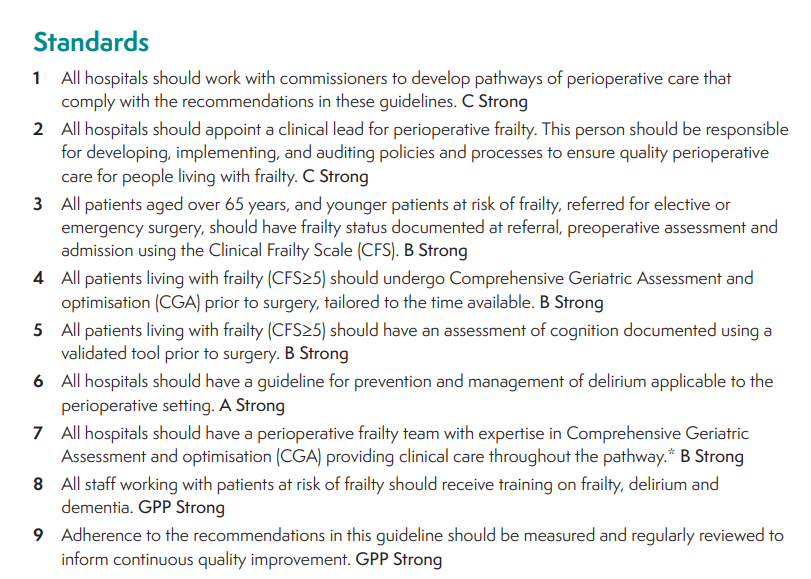 Standards
1 All hospitals should work with commissioners to develop pathways of perioperative care that
comply with the recommendations in these guidelines. C Strong
2 All hospitals should appoint a clinical lead for perioperative frailty. This person should be responsible
for developing, implementing, and auditing policies and processes to ensure quality perioperative
care for people living with frailty. C Strong
3 All patients aged over 65 years, and younger patients at risk of frailty, referred for elective or
emergency surgery, should have frailty status documented at referral, preoperative assessment and
admission using the Clinical Frailty Scale (CFS). B Strong
4 All patients living with frailty (CFS≥5) should undergo Comprehensive Geriatric Assessment and
optimisation (CGA) prior to surgery, tailored to the time available. B Strong
5 All patients living with frailty (CFS≥5) should have an assessment of cognition documented using a
validated tool prior to surgery. B Strong
6 All hospitals should have a guideline for prevention and management of delirium applicable to the
perioperative setting. A Strong
7 All hospitals should have a perioperative frailty team with expertise in Comprehensive Geriatric
Assessment and optimisation (CGA) providing clinical care throughout the pathway.* B Strong
8 All staff working with patients at risk of frailty should receive training on frailty, delirium and
dementia. GPP Strong
9 Adherence to the recommendations in this guideline should be measured and regularly reviewed to
inform continuous quality improvement. GPP Strong